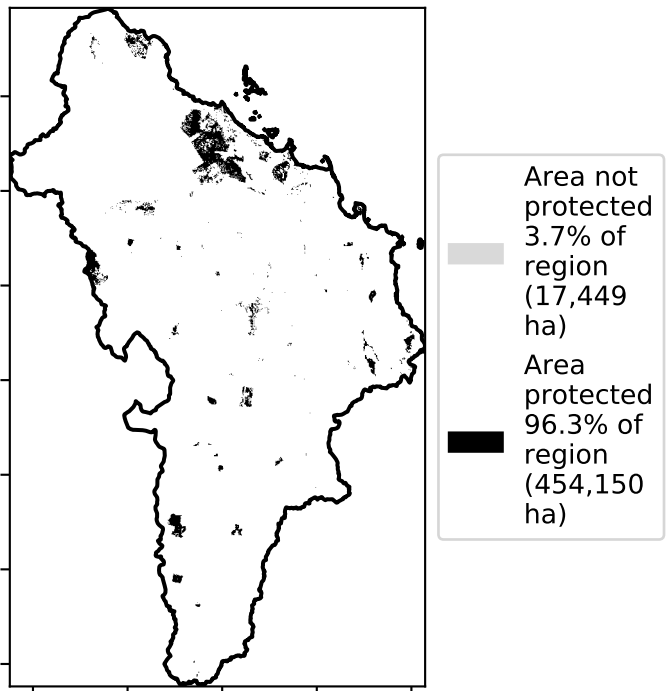 Area not
protected
3.7% of
region
(17,449
ha)
Area
protected
96.3% of
region
(454,150
ha)